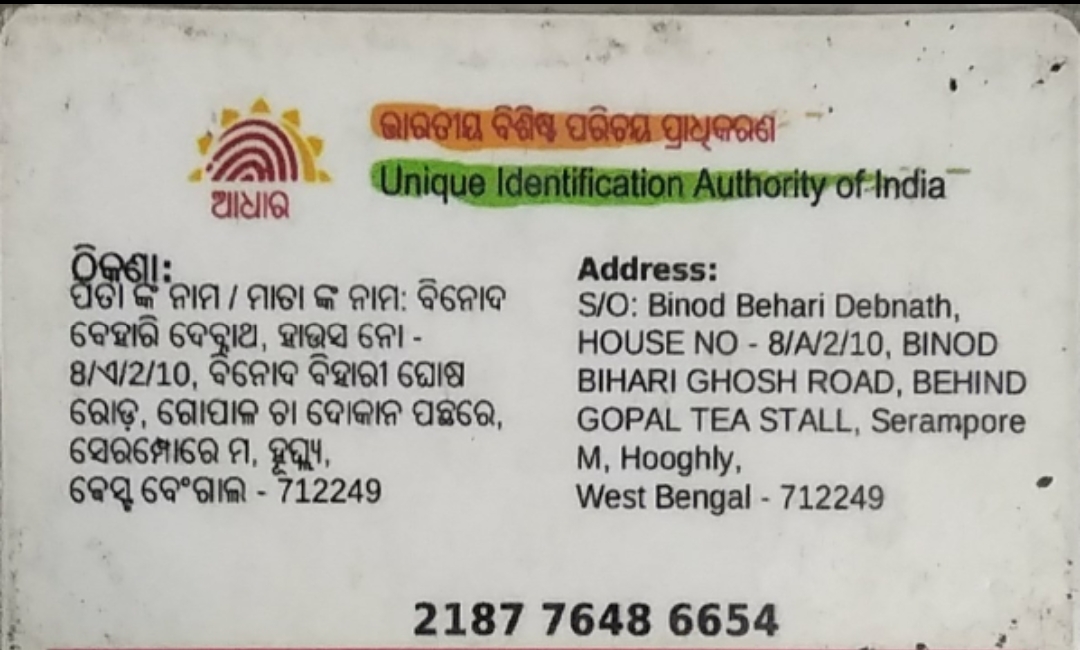 ଭାରତୀୟ ବିଶିଷ୍ଟ ପରିଚୟ ପ୍ରାଧିକରଣ
Unique Identification Authority of India
ଆଧାର
ଠିକଣା:
ପିତା ଙ୍କ ନାମ / ମାତା ଙ୍କ ନାମ: ବିନୋଦ
ବେହାରି ଦେବ୍ନାଥ, ହାଉସ ନୋ -
8/ଏ/2/10, ବିନୋଦ ବିହାରୀ ଘୋଷ
ରୋଡ଼, ଗୋପାଳ ଚା ଦୋକାନ ପଛରେ,
ସେରମ୍ପୋରେ ମ, ହୂଘ୍ଲ୍ୟ,
ଵେସ୍ଟ ବେଂଗାଲ - 712249
Address:
S/O: Binod Behari Debnath,
HOUSE NO - 8/A/2/10, BINOD
BIHARI GHOSH ROAD, BEHIND
GOPAL TEA STALL, Serampore
M, Hooghly,
West Bengal - 712249
2187 7648 6654